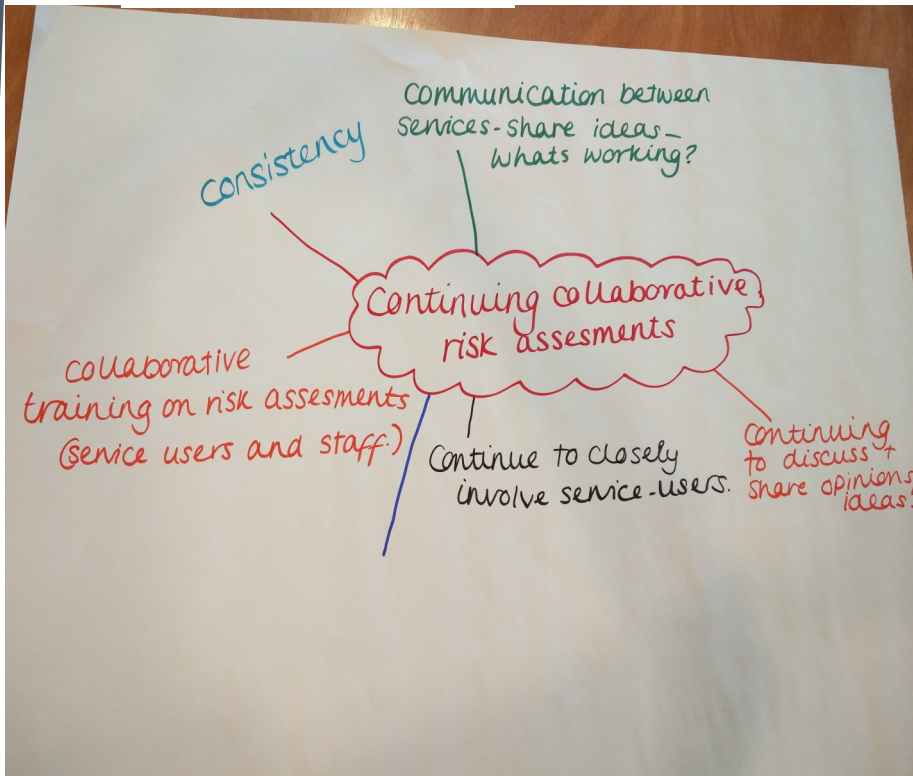 Communication between
services - share ideas -
whats working?
Consistency
Continuing collaborative
risk assesments
collaborative
training on risk assesments
(service users and staff.)
Continue to closely
involve service-users.
Continuing
to discuss +
share opinions,
ideas.